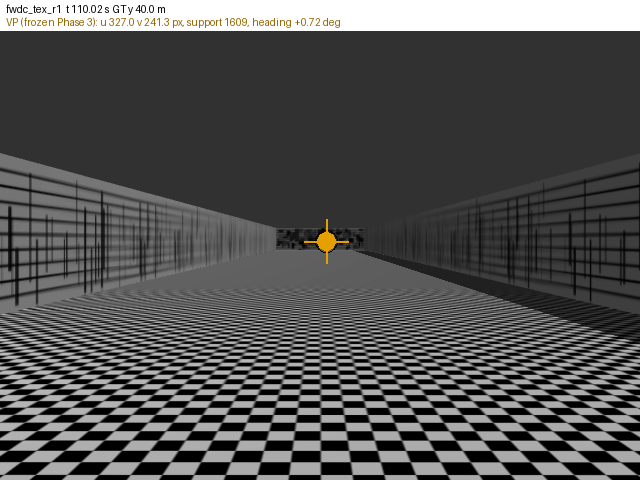 fwdc_tex_r1 t 110.02 s GT y 40.0 m
VP (frozen Phase 3): u 327.0 v 241.3 px, support 1609, heading +0.72 deg